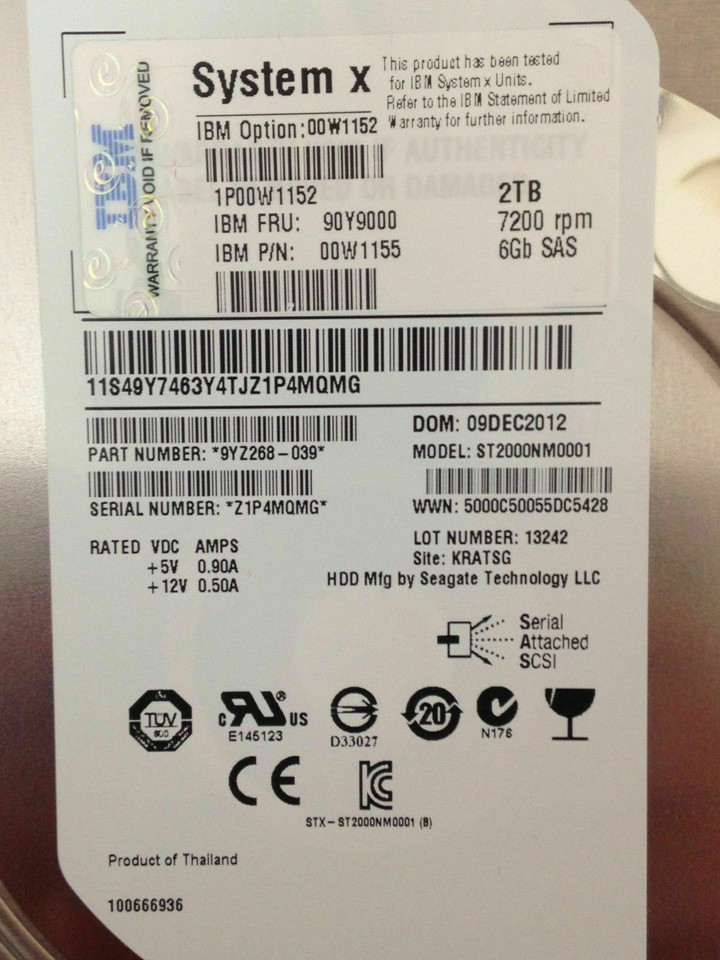 System x
This product has been tested
for IBM System x Units.
Refer to the IBM Statement of Limited
Warranty for further information.
IBM
WARRANTY VOID IF REMOVED
IBM Option:00W1152
1P00W1152
IBM FRU: 90Y9000
IBM P/N: 00W1155
2TB
7200 rpm
6Gb SAS
11S49Y7463Y4TJZ1P4MQMG
PART NUMBER: *9YZ268-039*
SERIAL NUMBER: *Z1P4MQMG*
DOM: 09DEC2012
MODEL: ST2000NM0001
WWN: 5000C50055DC5428
RATED VDC AMPS
+5V 0.90A
+12V 0.50A
LOT NUMBER: 13242
Site: KRATSG
HDD Mfg by Seagate Technology LLC
Serial
Attached
SCSI
TUV
c RU ® US
E145123
D33027
20
N176
CE
STX-ST2000NM0001 (B)
Product of Thailand
100666936